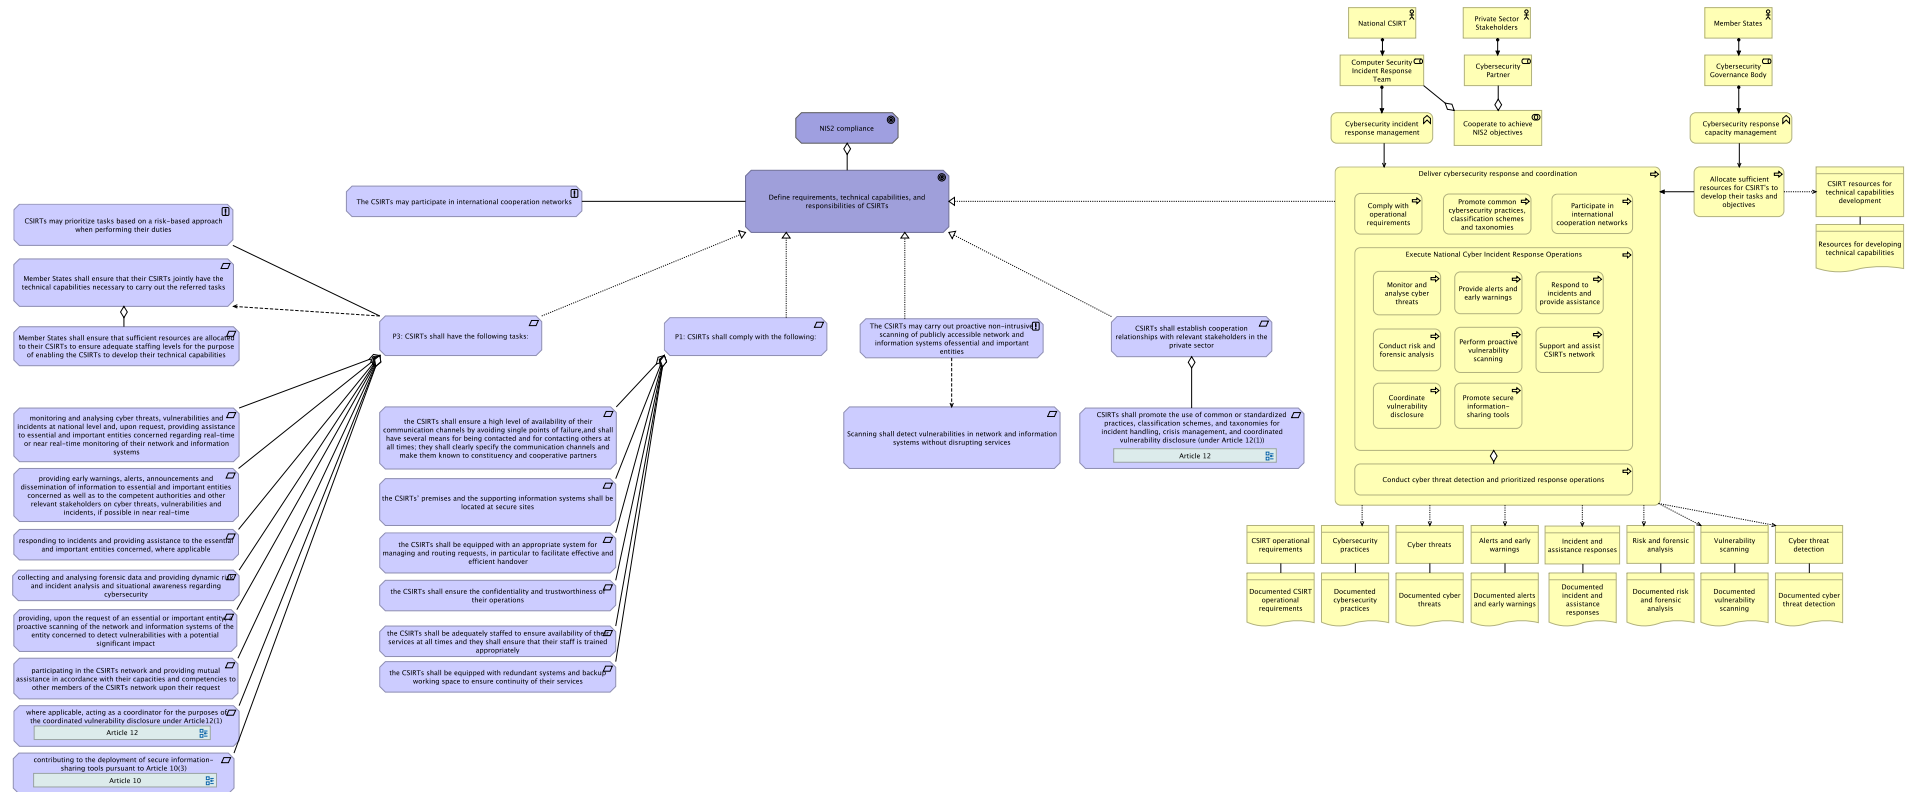 National CSIRT
Private Sector
Stakeholders
Member States
Computer Security
Incident Response
Team
Cybersecurity
Partner
Cybersecurity
Governance Body
NIS2 compliance
Cybersecurity incident
response management
Cooperate to achieve
NIS2 objectives
Cybersecurity response
capacity management
Define requirements, technical capabilities, and
responsibilities of CSIRTs
The CSIRTs may participate in international cooperation networks
CSIRTs may prioritize tasks based on a risk-based approach
when performing their duties
Member States shall ensure that their CSIRTs jointly have the
technical capabilities necessary to carry out the referred tasks
Member States shall ensure that sufficient resources are allocated
to their CSIRTs to ensure adequate staffing levels for the purpose
of enabling the CSIRTs to develop their technical capabilities
P3: CSIRTs shall have the following tasks:
P1: CSIRTs shall comply with the following:
The CSIRTs may carry out proactive non-intrusive
scanning of publicly accessible network and
information systems ofessential and important
entities
CSIRTs shall establish cooperation
relationships with relevant stakeholders in the
private sector
monitoring and analysing cyber threats, vulnerabilities and
incidents at national level and, upon request, providing assistance
to essential and important entities concerned regarding real-time
or near real-time monitoring of their network and information
systems
providing early warnings, alerts, announcements and
dissemination of information to essential and important entities
concerned as well as to the competent authorities and other
relevant stakeholders on cyber threats, vulnerabilities and
incidents, if possible in near real-time
responding to incidents and providing assistance to the essential
and important entities concerned, where applicable
collecting and analysing forensic data and providing dynamic risk
and incident analysis and situational awareness regarding
cybersecurity
providing, upon the request of an essential or important entity,
proactive scanning of the network and information systems of the
entity concerned to detect vulnerabilities with a potential
significant impact
participating in the CSIRTs network and providing mutual
assistance in accordance with their capacities and competencies to
other members of the CSIRTs network upon their request
where applicable, acting as a coordinator for the purposes of
the coordinated vulnerability disclosure under Article12(1)
Article 12
contributing to the deployment of secure information-
sharing tools pursuant to Article 10(3)
Article 10
the CSIRTs shall ensure a high level of availability of their
communication channels by avoiding single points of failure,and shall
have several means for being contacted and for contacting others at
all times; they shall clearly specify the communication channels and
make them known to constituency and cooperative partners
the CSIRTs' premises and the supporting information systems shall be
located at secure sites
the CSIRTs shall be equipped with an appropriate system for
managing and routing requests, in particular to facilitate effective and
efficient handover
the CSIRTs shall ensure the confidentiality and trustworthiness of
their operations
the CSIRTs shall be adequately staffed to ensure availability of their
services at all times and they shall ensure that their staff is trained
appropriately
the CSIRTs shall be equipped with redundant systems and backup
working space to ensure continuity of their services
Scanning shall detect vulnerabilities in network and information
systems without disrupting services
CSIRTs shall promote the use of common or standardized
practices, classification schemes, and taxonomies for
incident handling, crisis management, and coordinated
vulnerability disclosure (under Article 12(1))
Article 12
Deliver cybersecurity response and coordination
Comply with
operational
requirements
Promote common
cybersecurity practices,
classification schemes
and taxonomies
Participate in
international
cooperation networks
Execute National Cyber Incident Response Operations
Monitor and
analyse cyber
threats
Provide alerts and
early warnings
Respond to
incidents and
provide assistance
Conduct risk and
forensic analysis
Perform proactive
vulnerability
scanning
Support and assist
CSIRTs network
Coordinate
vulnerability
disclosure
Promote secure
information-
sharing tools
Conduct cyber threat detection and prioritized response operations
Allocate sufficient
resources for CSIRT's to
develop their tasks and
objectives
CSIRT resources for
technical capabilities
development
Resources for developing
technical capabilities
CSIRT operational
requirements
Cybersecurity
practices
Cyber threats
Alerts and early
warnings
Incident and
assistance responses
Risk and forensic
analysis
Vulnerability
scanning
Cyber threat
detection
Documented CSIRT
operational
requirements
Documented
cybersecurity
practices
Documented cyber
threats
Documented alerts
and early warnings
Documented
incident and
assistance
responses
Documented risk
and forensic
analysis
Documented
vulnerability
scanning
Documented cyber
threat detection